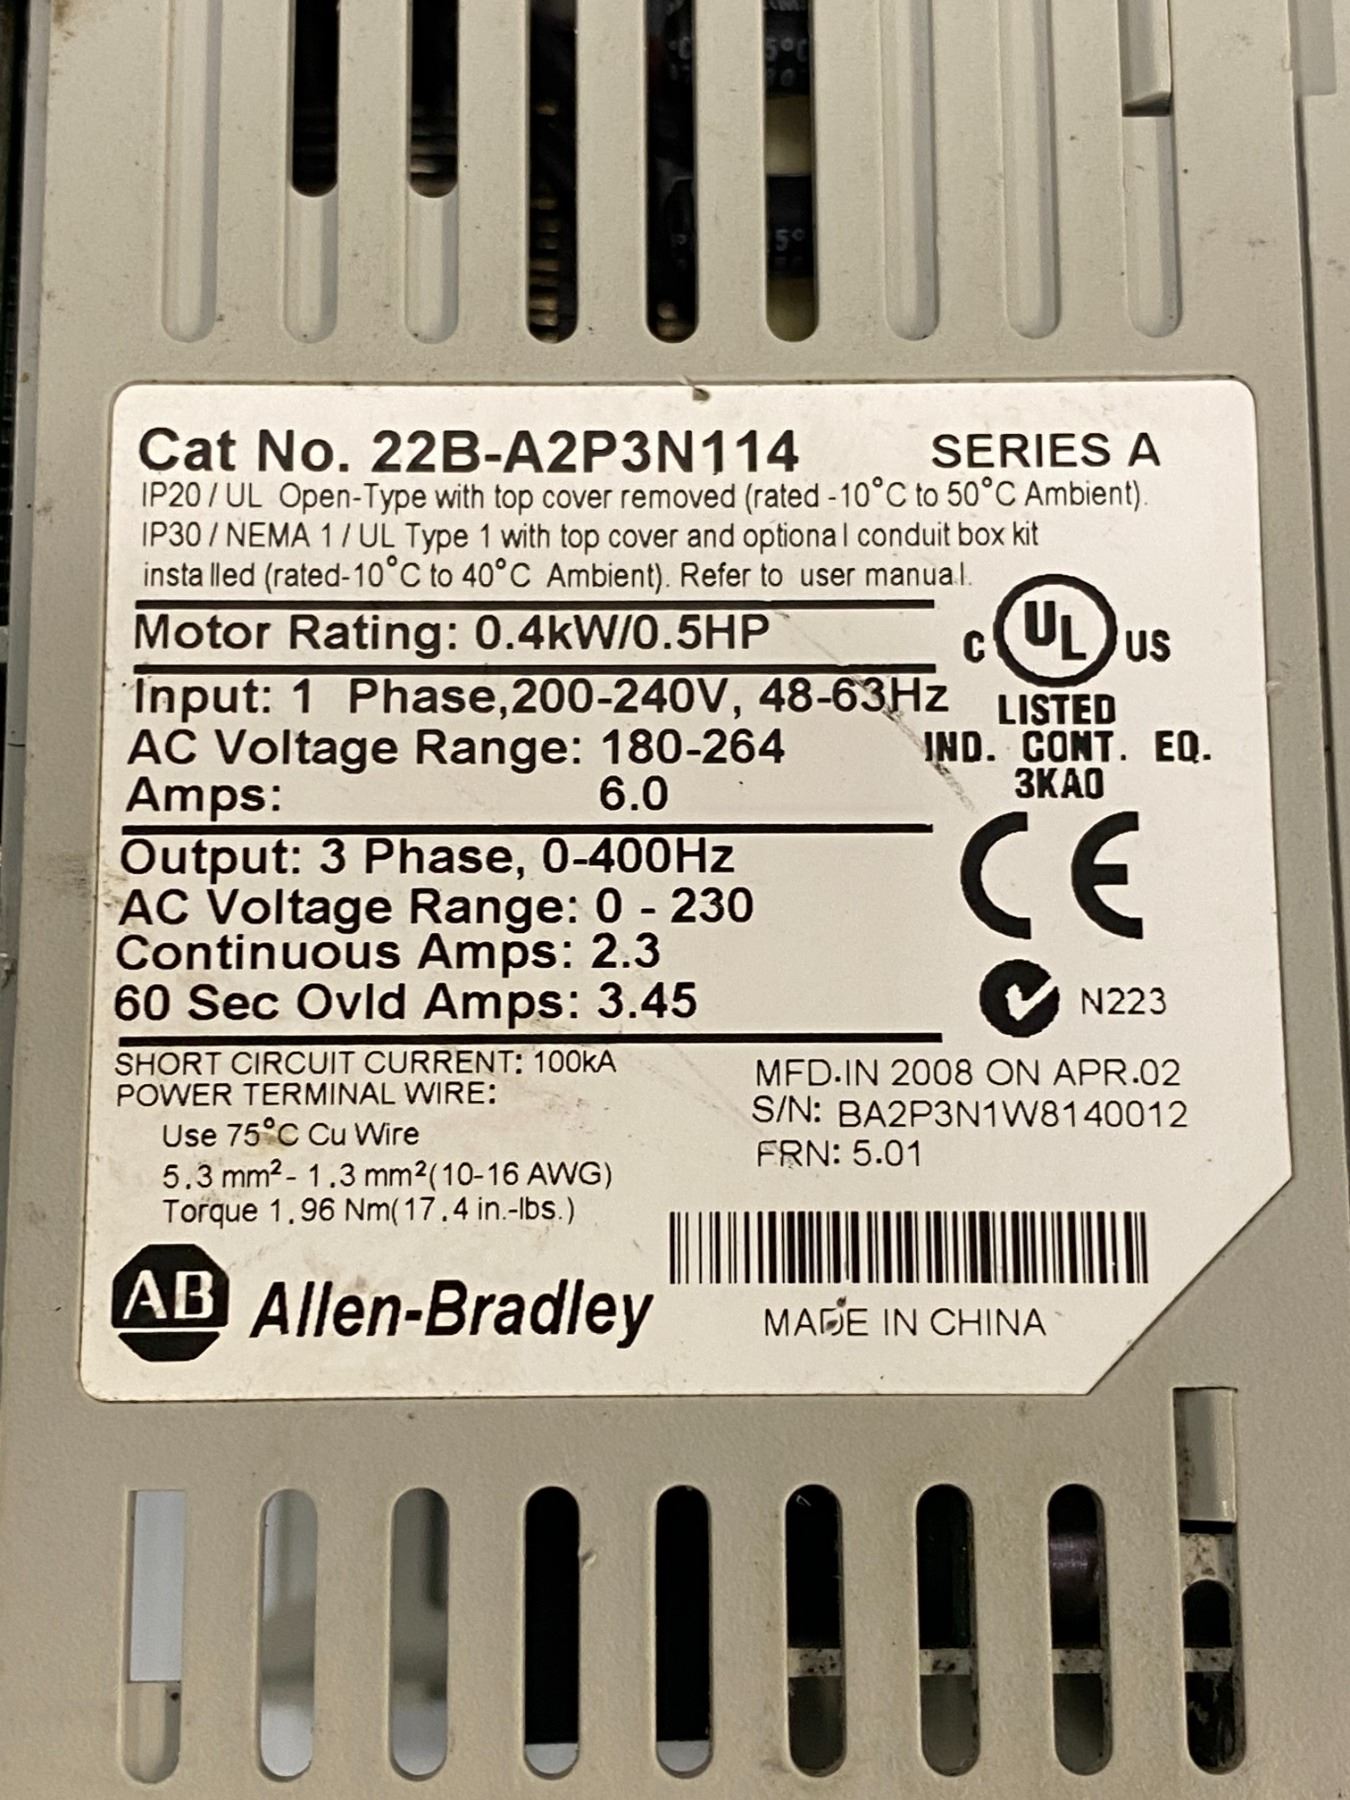 Cat No. 22B-A2P3N114 SERIES A
IP20 / UL Open-Type with top cover removed (rated -10°C to 50°C Ambient).
IP30 / NEMA 1 / UL Type 1 with top cover and optional conduit box kit
installed (rated-10°C to 40°C Ambient). Refer to user manual.
Motor Rating: 0.4kW/0.5HP
C UL US
Input: 1 Phase,200-240V, 48-63Hz
LISTED
AC Voltage Range: 180-264
IND. CONT. EQ.
Amps: 6.0
3KA0
Output: 3 Phase, 0-400Hz
CE
AC Voltage Range: 0 - 230
Continuous Amps: 2.3
60 Sec Ovld Amps: 3.45
N223
SHORT CIRCUIT CURRENT: 100kA
POWER TERMINAL WIRE:
Use 75°C Cu Wire
5.3 mm²- 1.3 mm²(10-16 AWG)
Torque 1.96 Nm(17.4 in.-lbs.)
MFD.IN 2008 ON APR.02
S/N: BA2P3N1W8140012
FRN: 5.01
AB Allen-Bradley
MADE IN CHINA